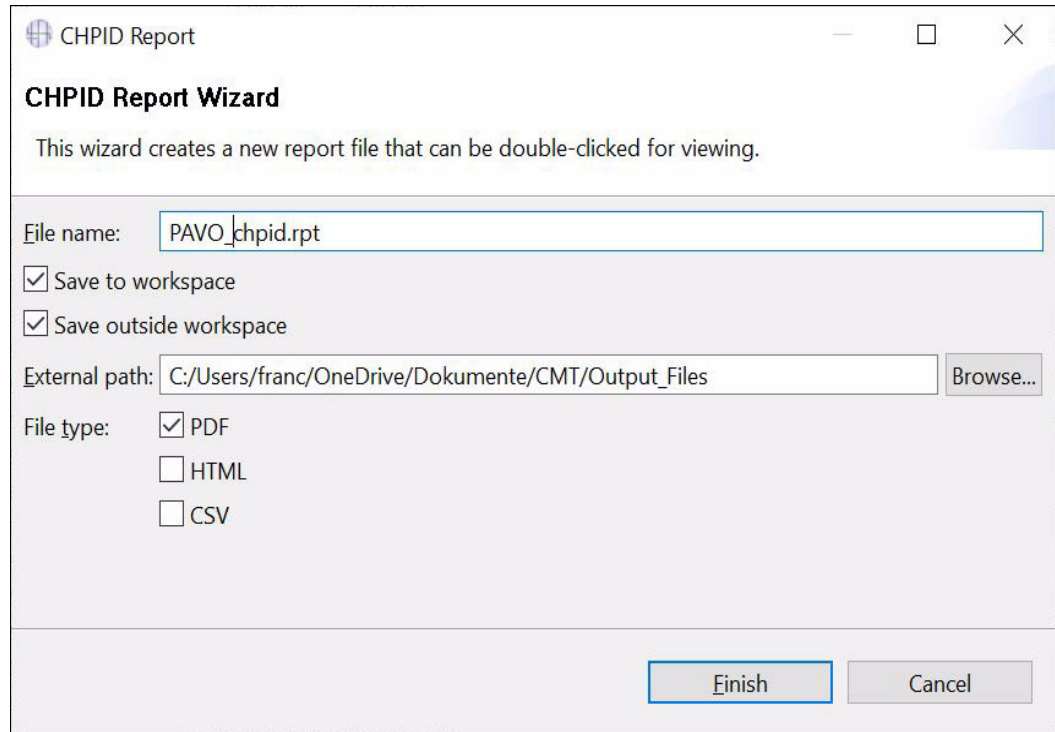 CHPID Report
CHPID Report Wizard
This wizard creates a new report file that can be double-clicked for viewing.
File name: PAVO_chpid.rpt
Save to workspace
Save outside workspace
External path: C:/Users/franc/OneDrive/Dokumente/CMT/Output_Files Browse...
File type: PDF
HTML
CSV
Finish Cancel